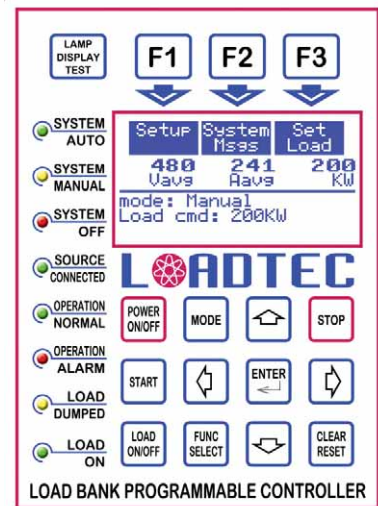 LAMP
DISPLAY
TEST
F1
F2
F3
Setup System Set
Msgs Load
480 241 200
Vavg Aavg KW
mode: Manual
Load cmd: 200KW
SYSTEM
AUTO
SYSTEM
MANUAL
SYSTEM
OFF
SOURCE
CONNECTED
OPERATION
NORMAL
OPERATION
ALARM
LOAD
DUMPED
LOAD
ON
LOADTEC
POWER
ON/OFF
MODE
STOP
START
ENTER
LOAD
ON/OFF
FUNC
SELECT
CLEAR
RESET
LOAD BANK PROGRAMMABLE CONTROLLER